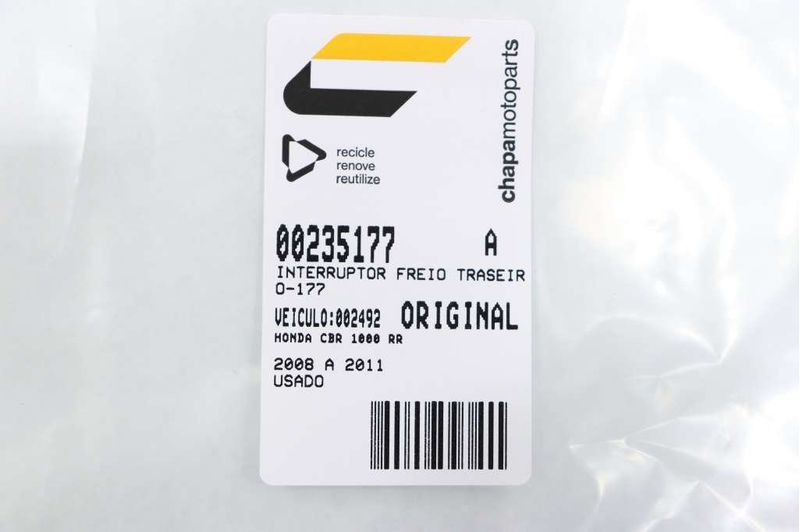 chapamotoparts
recicle
renove
reutilize
00235177 A
INTERRUPTOR FREIO TRASEIR
O-177
VEICULO:002492 ORIGINAL
HONDA CBR 1000 RR
2008 A 2011
USADO